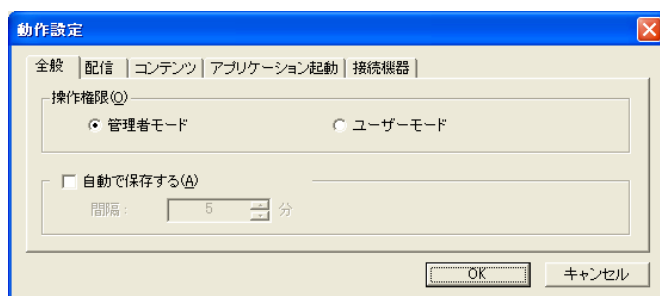 動作設定
全般 配信 コンテンツ アプリケーション起動 接続機器
操作権限(O)
管理者モード ユーザーモード
自動で保存する(A)
間隔: 5 分
OK キャンセル